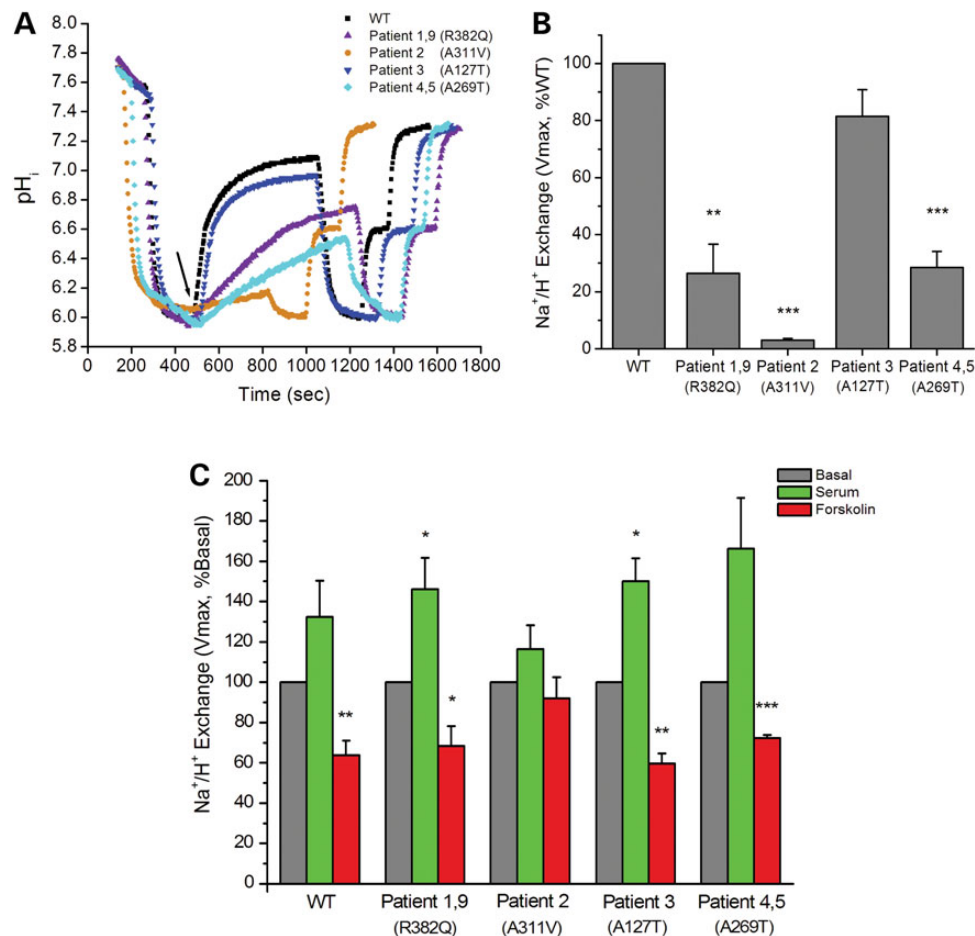 A
8.0
7.8
7.6
7.4
7.2
7.0
6.8
6.6
6.4
6.2
6.0
5.8
pHi
0 200 400 600 800 1000 1200 1400 1600 1800
Time (sec)
WT
Patient 1,9 (R382Q)
Patient 2 (A311V)
Patient 3 (A127T)
Patient 4,5 (A269T)
B
100
80
60
40
20
0
Na+/H+ Exchange (Vmax, %WT)
**
***
***
WT
Patient 1,9
(R382Q)
Patient 2
(A311V)
Patient 3
(A127T)
Patient 4,5
(A269T)
C
200
180
160
140
120
100
80
60
40
20
0
Na+/H+ Exchange (Vmax, %Basal)
Basal
Serum
Forskolin
**
*
*
*
**
***
WT
Patient 1,9
(R382Q)
Patient 2
(A311V)
Patient 3
(A127T)
Patient 4,5
(A269T)